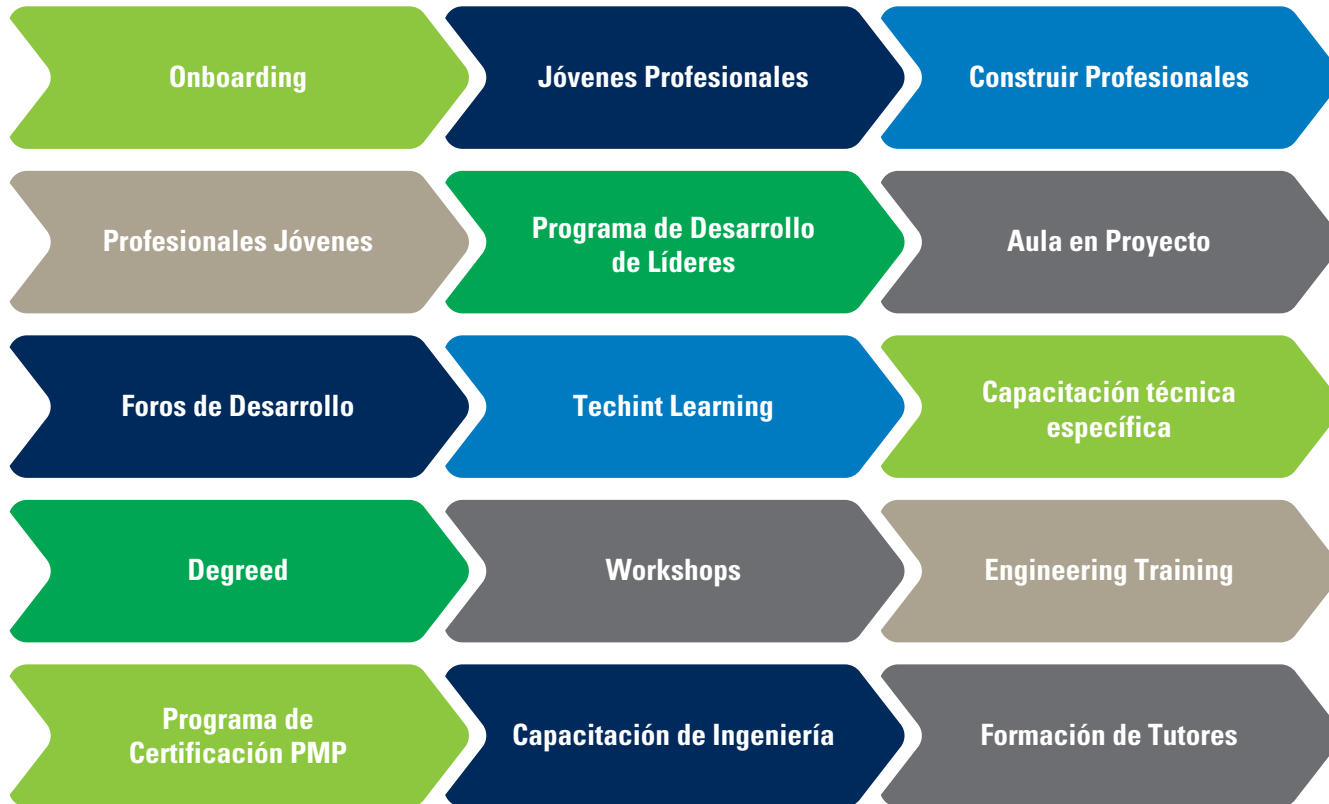 Onboarding
Jóvenes Profesionales
Construir Profesionales
Profesionales Jóvenes
Programa de Desarrollo
de Líderes
Aula en Proyecto
Foros de Desarrollo
Techint Learning
Capacitación técnica
específica
Degreed
Workshops
Engineering Training
Programa de
Certificación PMP
Capacitación de Ingeniería
Formación de Tutores